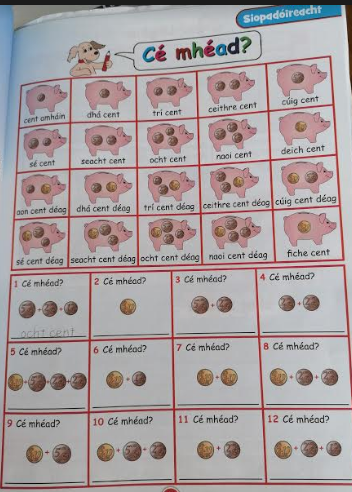 Siopadóireacht
Cé mhéad?
cent amháin dhá cent trí cent ceithre cent cúig cent
sé cent seacht cent ocht cent naoi cent deich cent
aon cent déag dhá cent déag trí cent déag ceithre cent déag cúig cent déag
sé cent déag seacht cent déag ocht cent déag naoi cent déag fiche cent
1 Cé mhéad? 2 Cé mhéad? 3 Cé mhéad? 4 Cé mhéad?
ocht cent
5 Cé mhéad? 6 Cé mhéad? 7 Cé mhéad? 8 Cé mhéad?
9 Cé mhéad? 10 Cé mhéad? 11 Cé mhéad? 12 Cé mhéad?